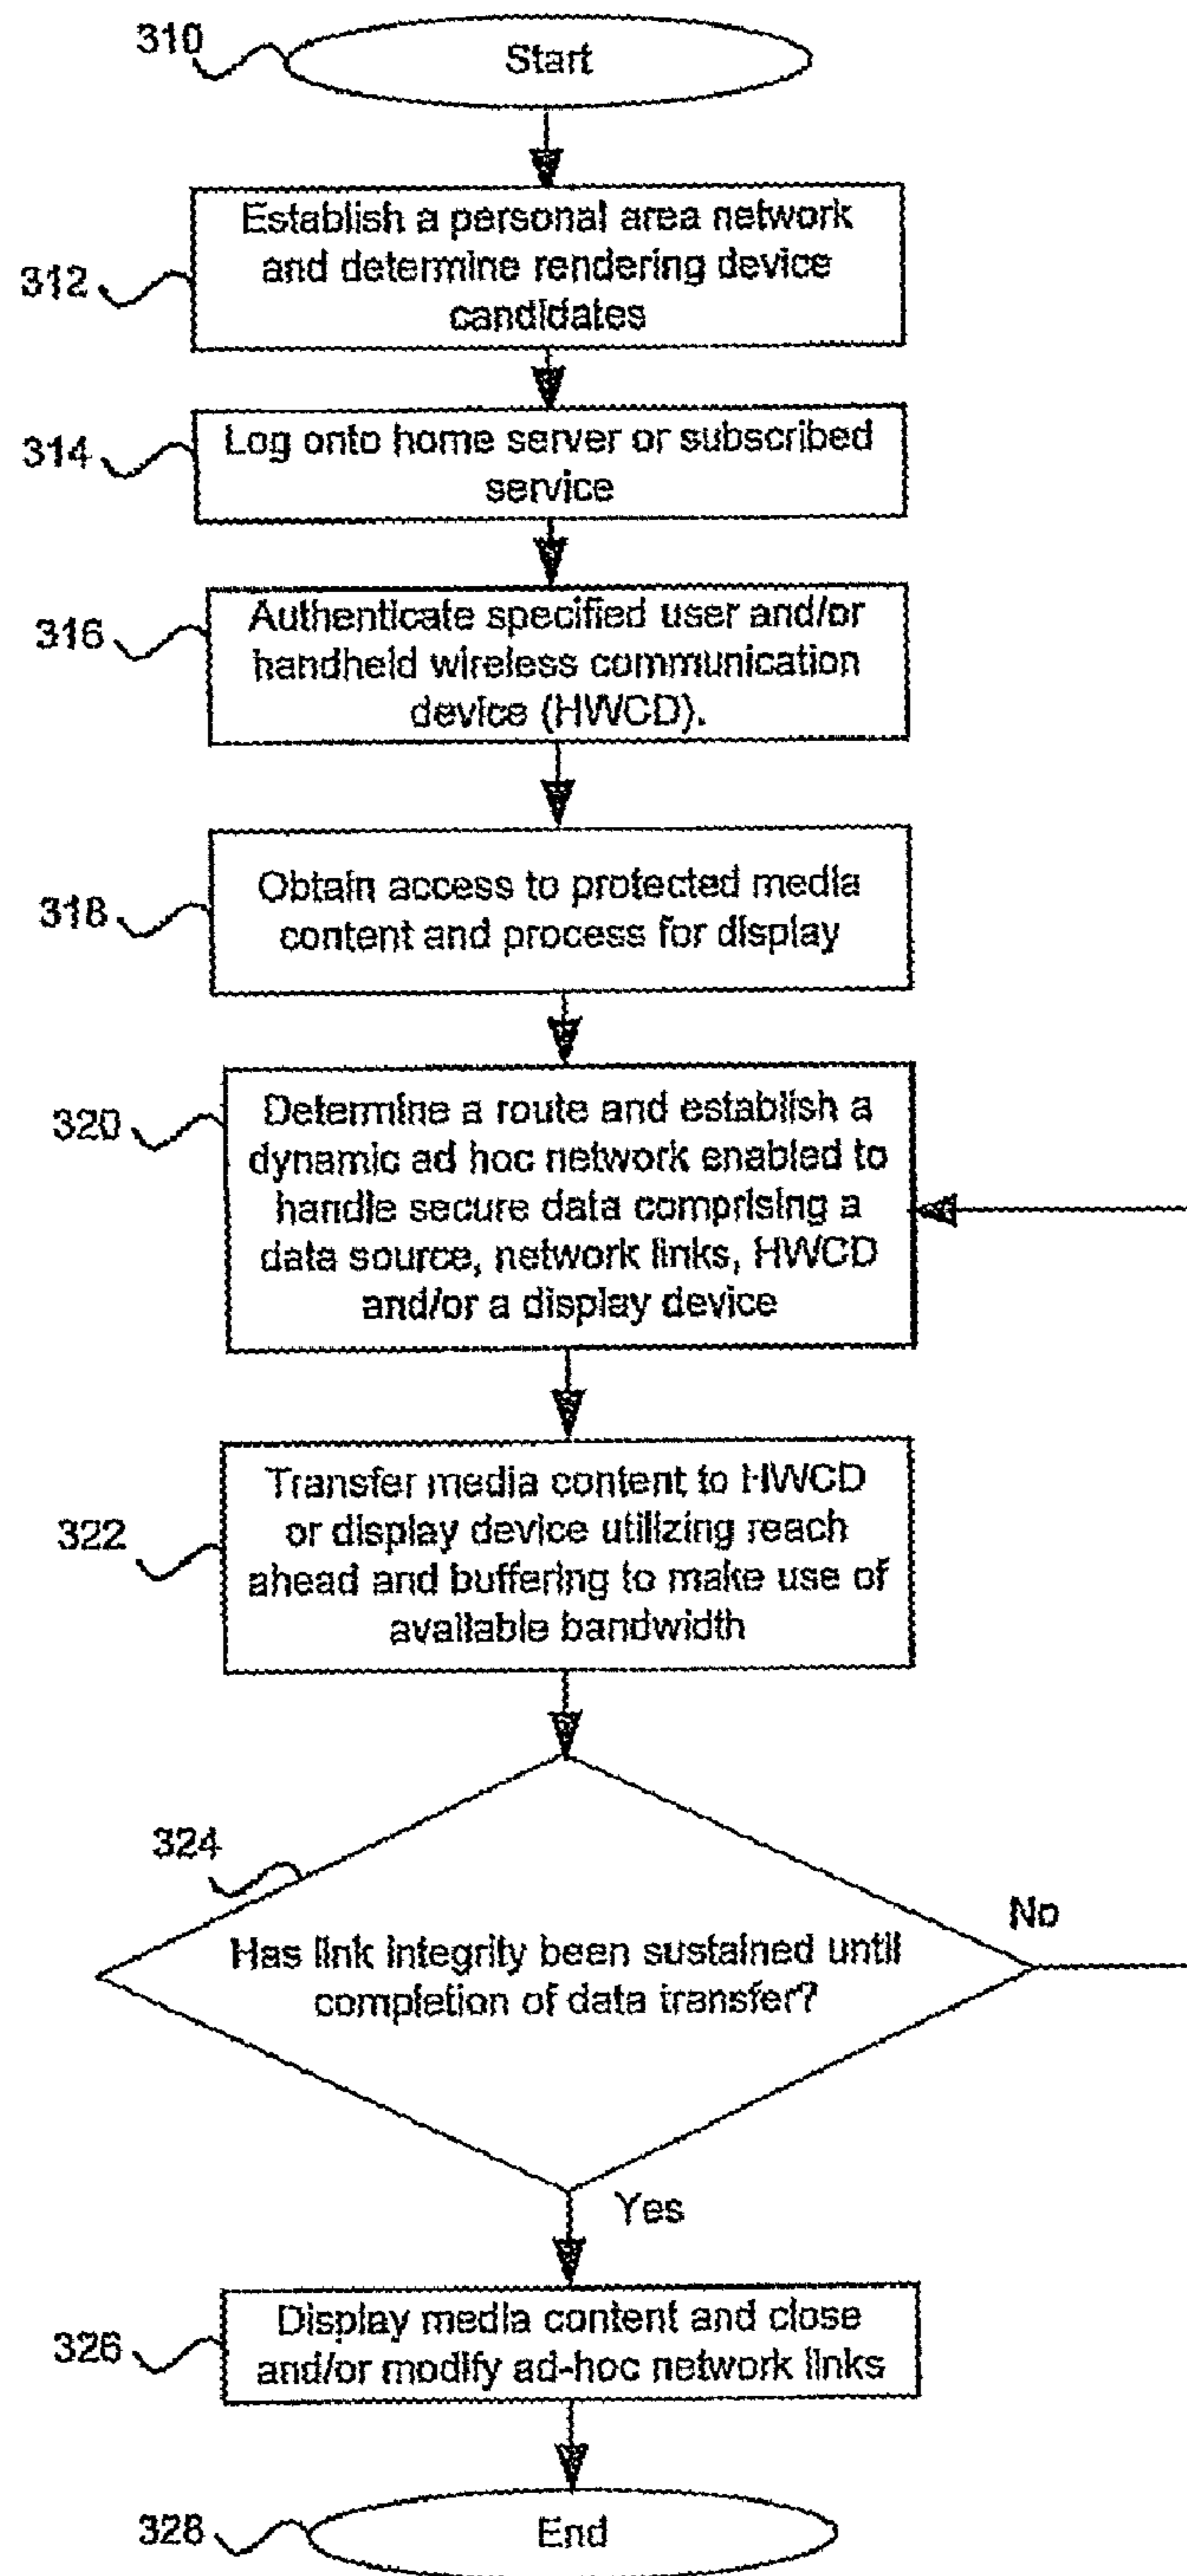 310
Start
312
Establish a personal area network
and determine rendering device
candidates
314
Log onto home server or subscribed
service
316
Authenticate specified user and/or
handheld wireless communication
device (HWCD).
318
Obtain access to protected media
content and process for display
320
Determine a route and establish a
dynamic ad hoc network enabled to
handle secure data comprising a
data source, network links, HWCD
and/or a display device
322
Transfer media content to HWCD
or display device utilizing reach
ahead and buffering to make use of
available bandwidth
324
No
Has link integrity been sustained until
completion of data transfer?
Yes
326
Display media content and close
and/or modify ad-hoc network links
328
End